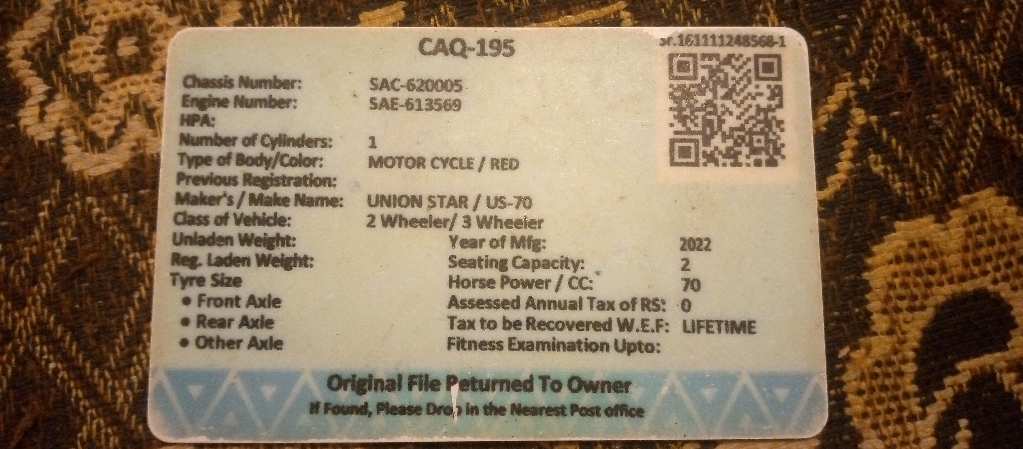 CAQ-195
Sr.161111248568-1
Chassis Number: SAC-620005
Engine Number: SAE-613569
HPA:
Number of Cylinders: 1
Type of Body/Color: MOTOR CYCLE / RED
Previous Registration:
Maker's / Make Name: UNION STAR / US-70
Class of Vehicle: 2 Wheeler/ 3 Wheeler
Unladen Weight: Year of Mfg: 2022
Reg. Laden Weight: Seating Capacity: 2
Tyre Size Horse Power / CC: 70
• Front Axle Assessed Annual Tax of RS: 0
• Rear Axle Tax to be Recovered W.E.F: LIFETIME
• Other Axle Fitness Examination Upto:
Original File Peturned To Owner
If Found, Please Drop in the Nearest Post office